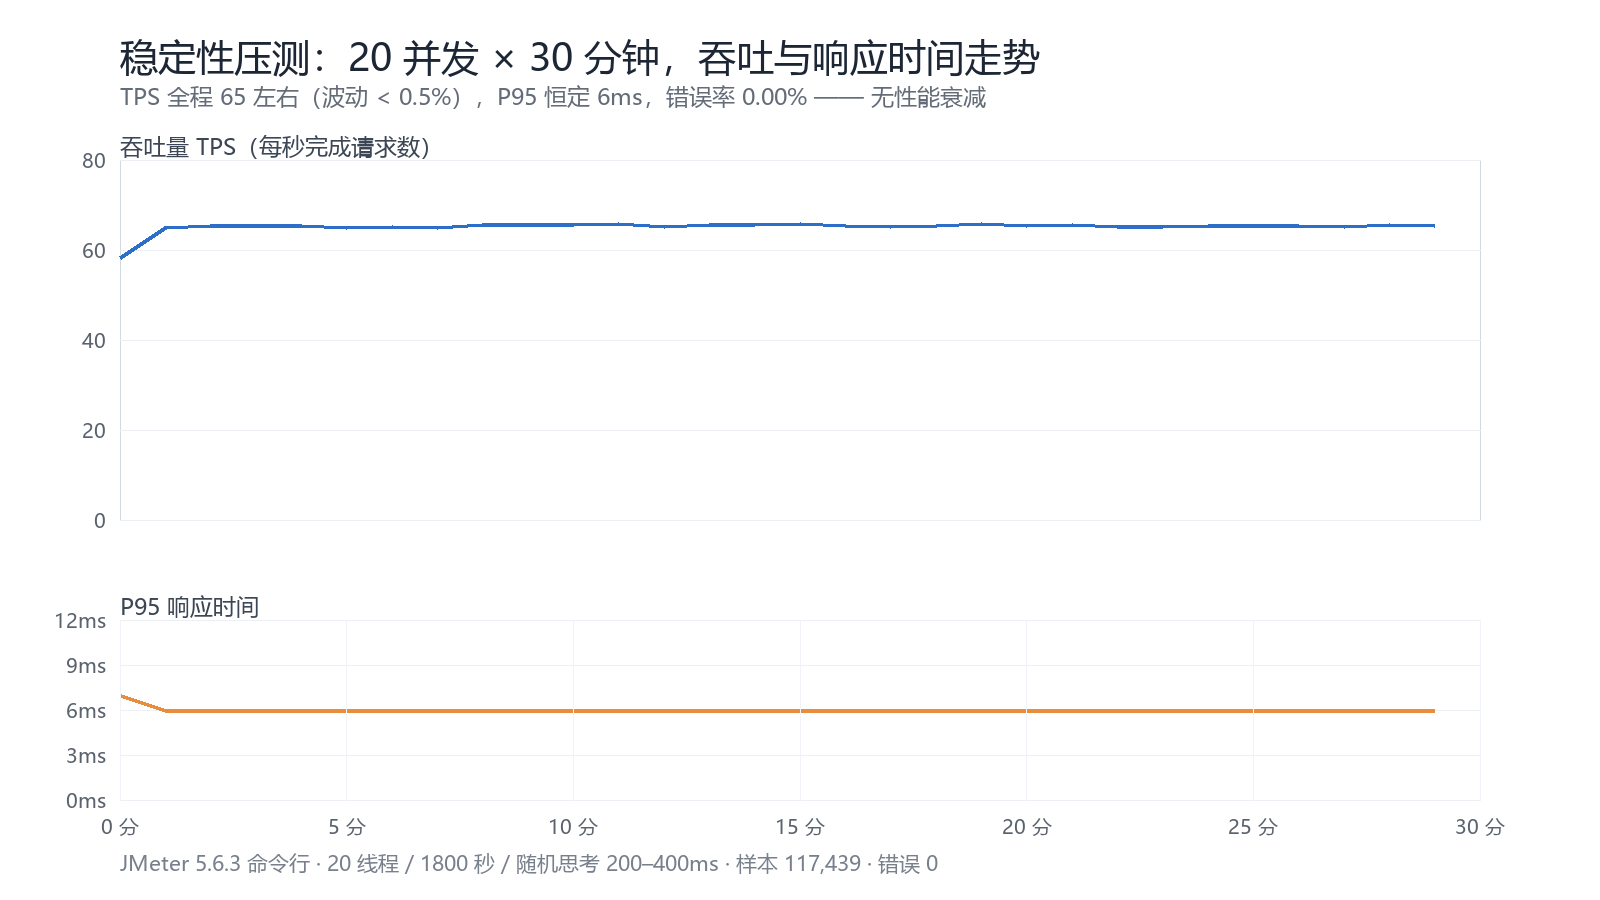 稳定性压测：20 并发 × 30 分钟，吞吐与响应时间走势
TPS 全程 65 左右（波动 < 0.5%），P95 恒定 6ms，错误率 0.00% —— 无性能衰减
吞吐量 TPS（每秒完成请求数）
80
60
40
20
0
P95 响应时间
12ms
9ms
6ms
3ms
0ms
0 分 5 分 10 分 15 分 20 分 25 分 30 分
JMeter 5.6.3 命令行 · 20 线程 / 1800 秒 / 随机思考 200–400ms · 样本 117,439 · 错误 0